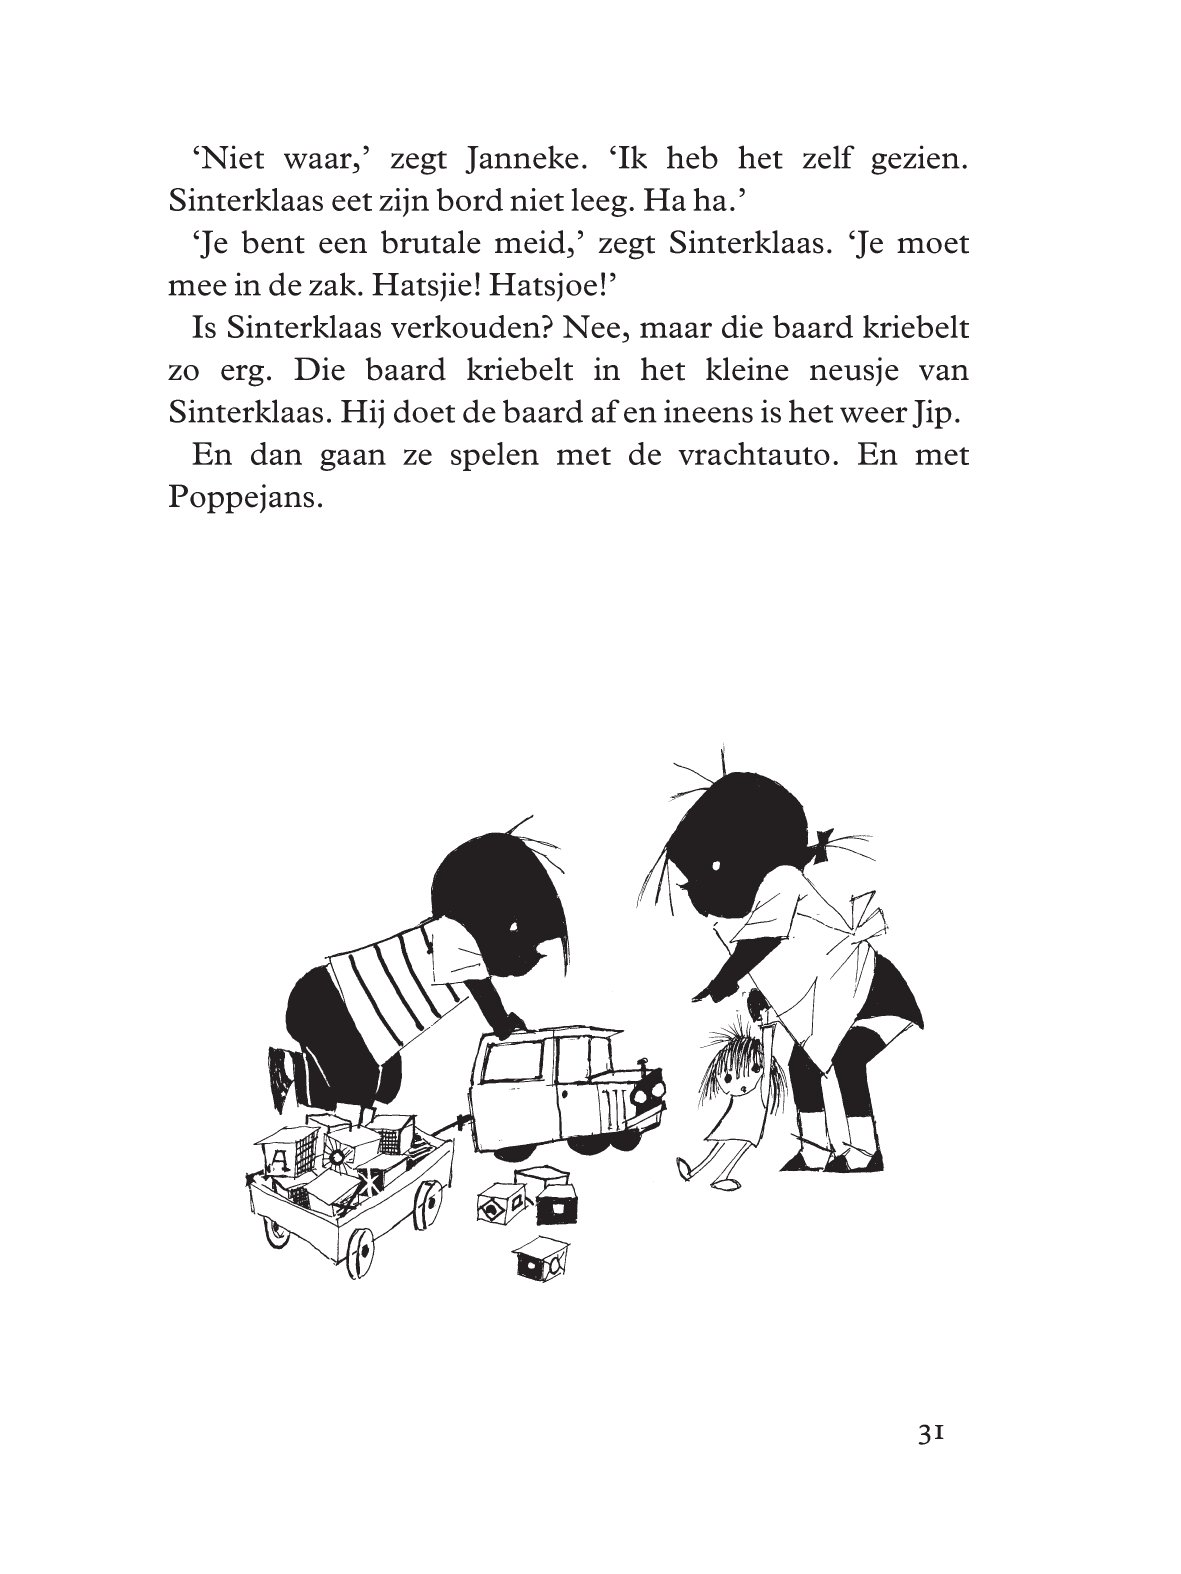 ‘Niet waar,’ zegt Janneke. ‘Ik heb het zelf gezien.
Sinterklaas eet zijn bord niet leeg. Ha ha.’
‘Je bent een brutale meid,’ zegt Sinterklaas. ‘Je moet
mee in de zak. Hatsjie! Hatsjoe!’
Is Sinterklaas verkouden? Nee, maar die baard kriebelt
zo erg. Die baard kriebelt in het kleine neusje van
Sinterklaas. Hij doet de baard af en ineens is het weer Jip.
En dan gaan ze spelen met de vrachtauto. En met
Poppejans.
A
31